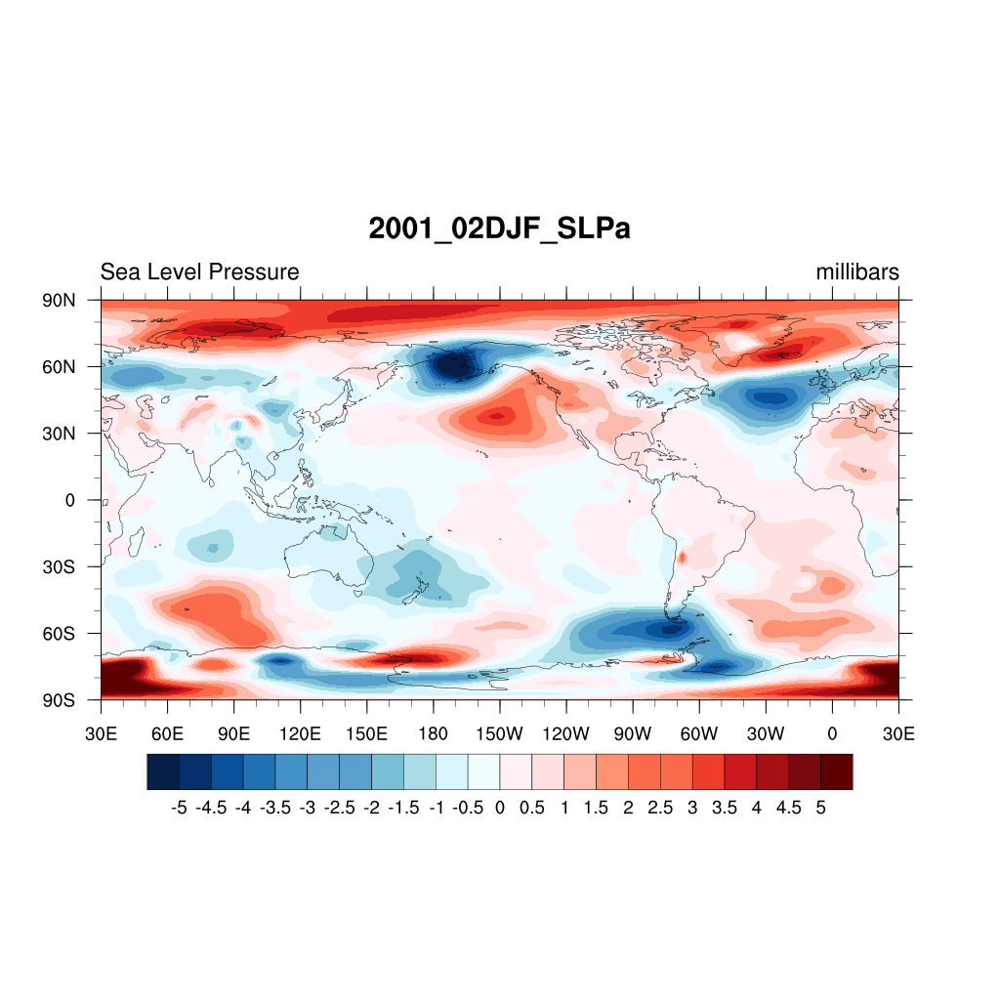 2001_02DJF_SLPa
Sea Level Pressure millibars
90N
60N
30N
0
30S
60S
90S
30E 60E 90E 120E 150E 180 150W 120W 90W 60W 30W 0 30E
-5 -4.5 -4 -3.5 -3 -2.5 -2 -1.5 -1 -0.5 0 0.5 1 1.5 2 2.5 3 3.5 4 4.5 5